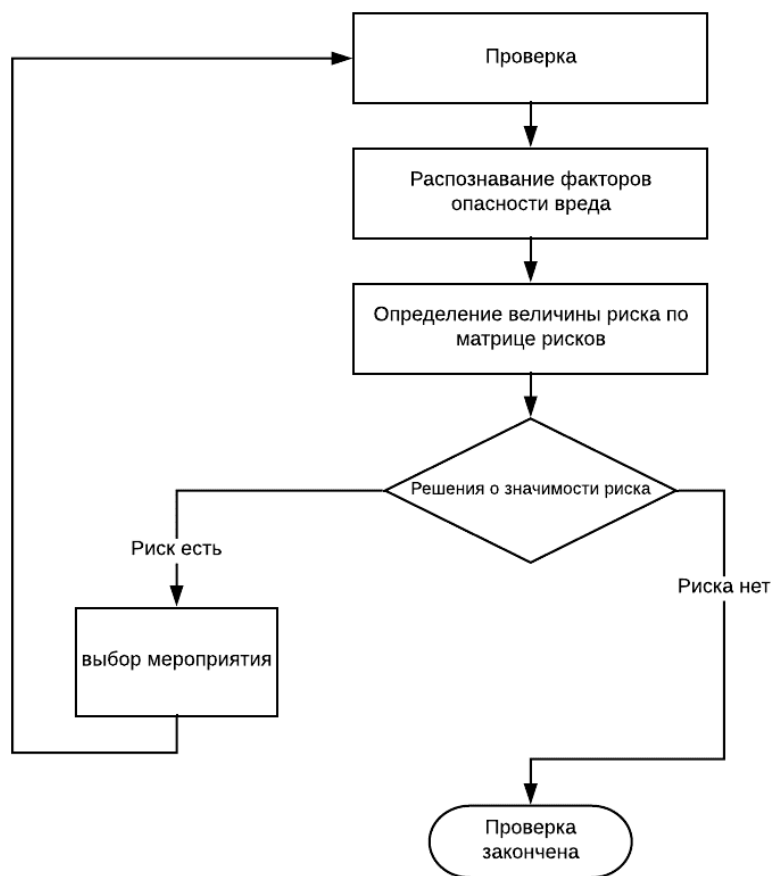 Проверка
Распознавание факторов
опасности вреда
Определение величины риска по
матрице рисков
Решения о значимости риска
Риск есть
Риска нет
выбор мероприятия
Проверка
закончена